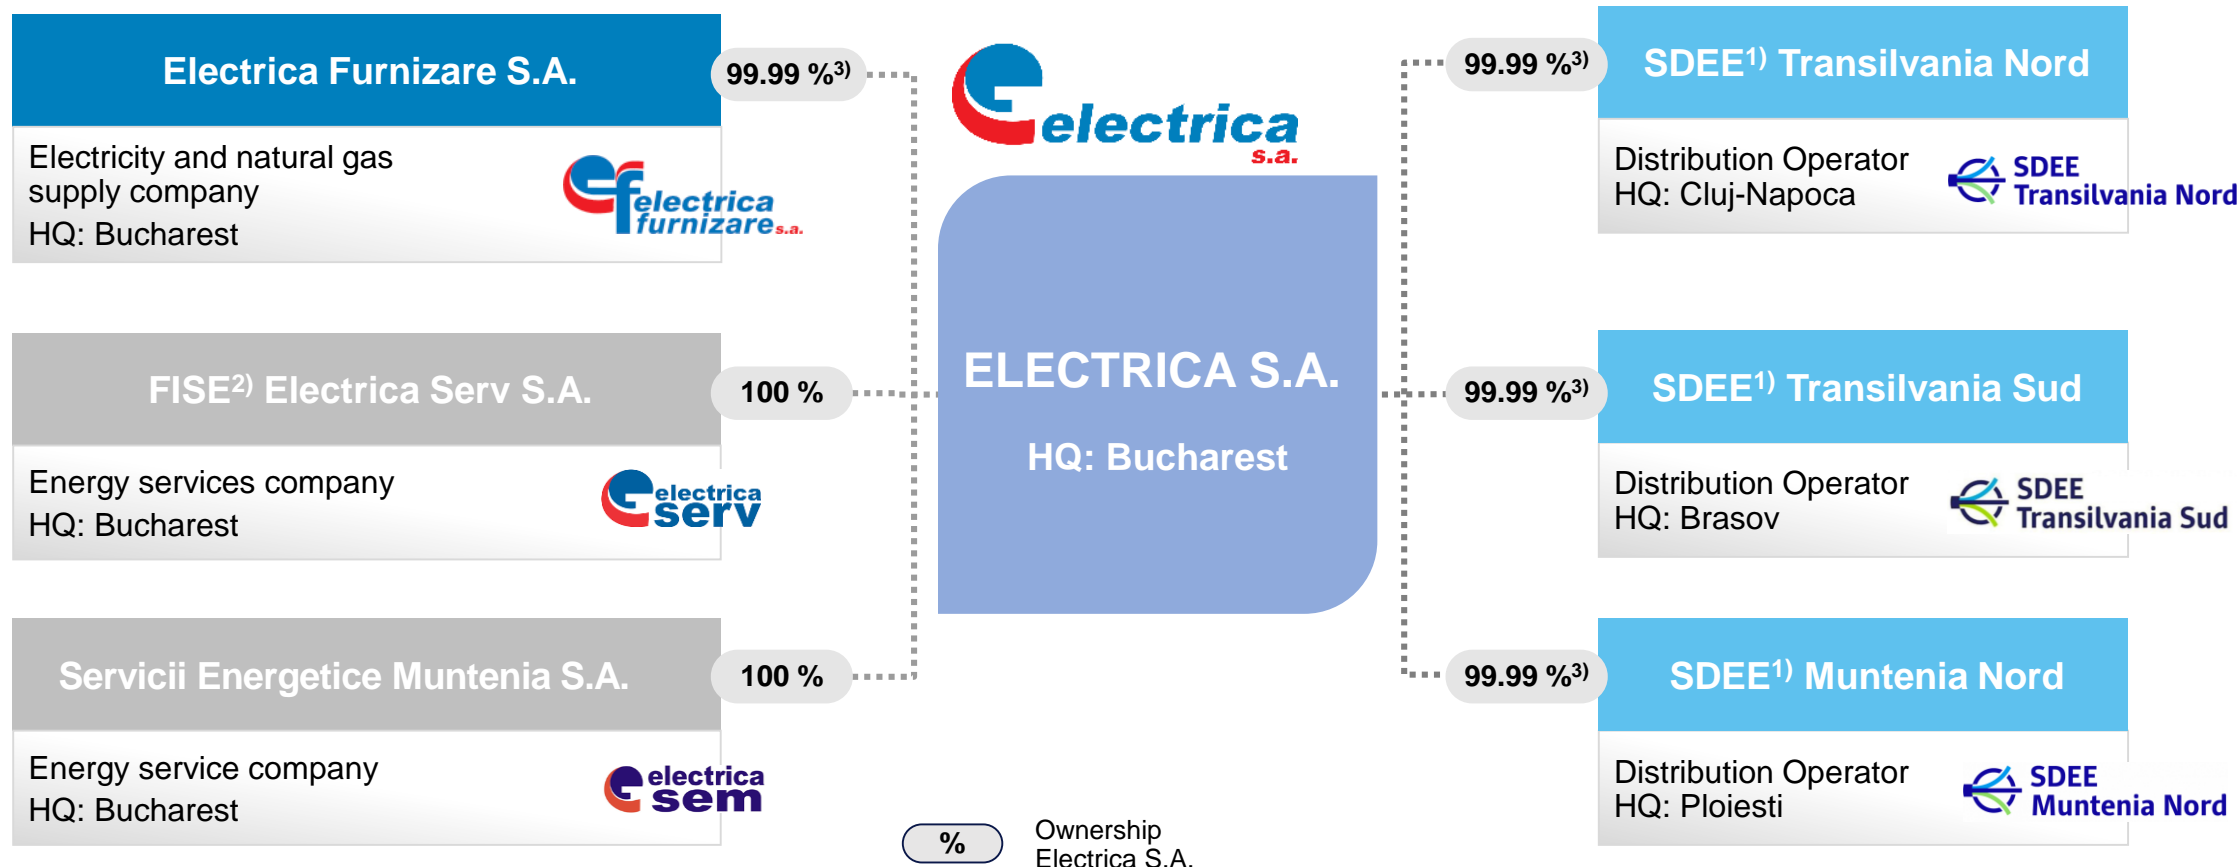 Electrica Furnizare S.A.
99.99 %3)
Electricity and natural gas
supply company
HQ: Bucharest
electrica
furnizare s.a.
FISE2) Electrica Serv S.A.
100 %
Energy services company
HQ: Bucharest
electrica
serv
Servicii Energetice Muntenia S.A.
100 %
Energy service company
HQ: Bucharest
electrica
sem
electrica
s.a.
ELECTRICA S.A.
HQ: Bucharest
%
Ownership
Electrica S.A.
99.99 %3)
SDEE1) Transilvania Nord
Distribution Operator
HQ: Cluj-Napoca
SDEE
Transilvania Nord
99.99 %3)
SDEE1) Transilvania Sud
Distribution Operator
HQ: Brasov
SDEE
Transilvania Sud
99.99 %3)
SDEE1) Muntenia Nord
Distribution Operator
HQ: Ploiesti
SDEE
Muntenia Nord